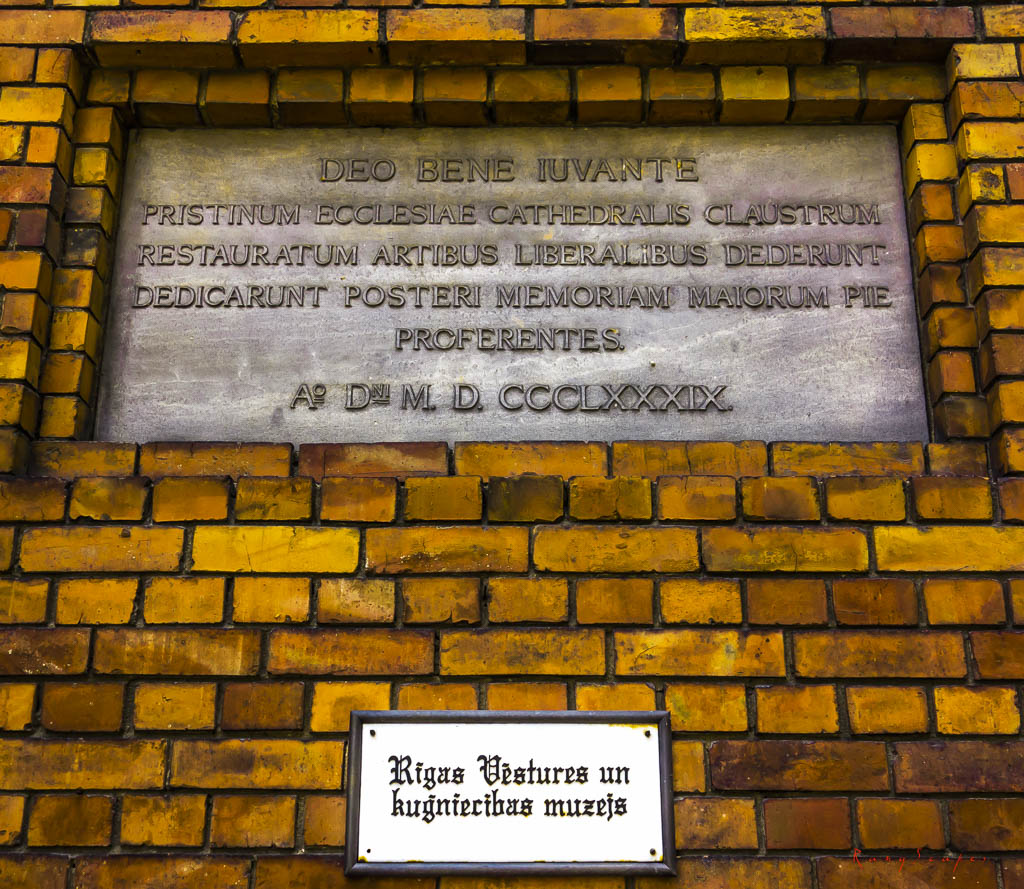 DEO BENE IUVANTE
PRISTINUM ECCLESIAE CATHEDRALIS CLAUSTRUM
RESTAURATUM ARTIBUS LIBERALIBUS DEDERUNT
DEDICARUNT POSTERI MEMORIAM MAIORUM PIE
PROFERENTES.
Aº DNI M. D. CCCLXXXIX.
Rīgas Vēstures un
kuģniecības muzejs